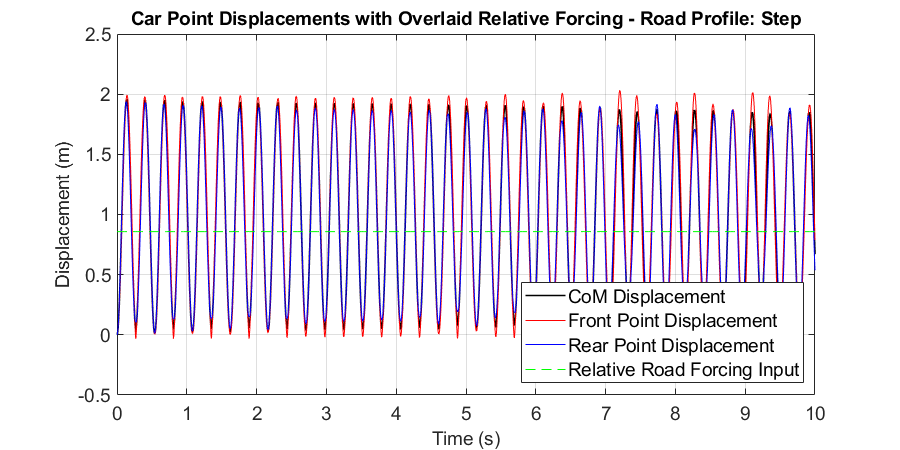 Car Point Displacements with Overlaid Relative Forcing - Road Profile: Step
2.5
2
1.5
1
0.5
0
-0.5
Displacement (m)
CoM Displacement
Front Point Displacement
Rear Point Displacement
Relative Road Forcing Input
0 1 2 3 4 5 6 7 8 9 10
Time (s)